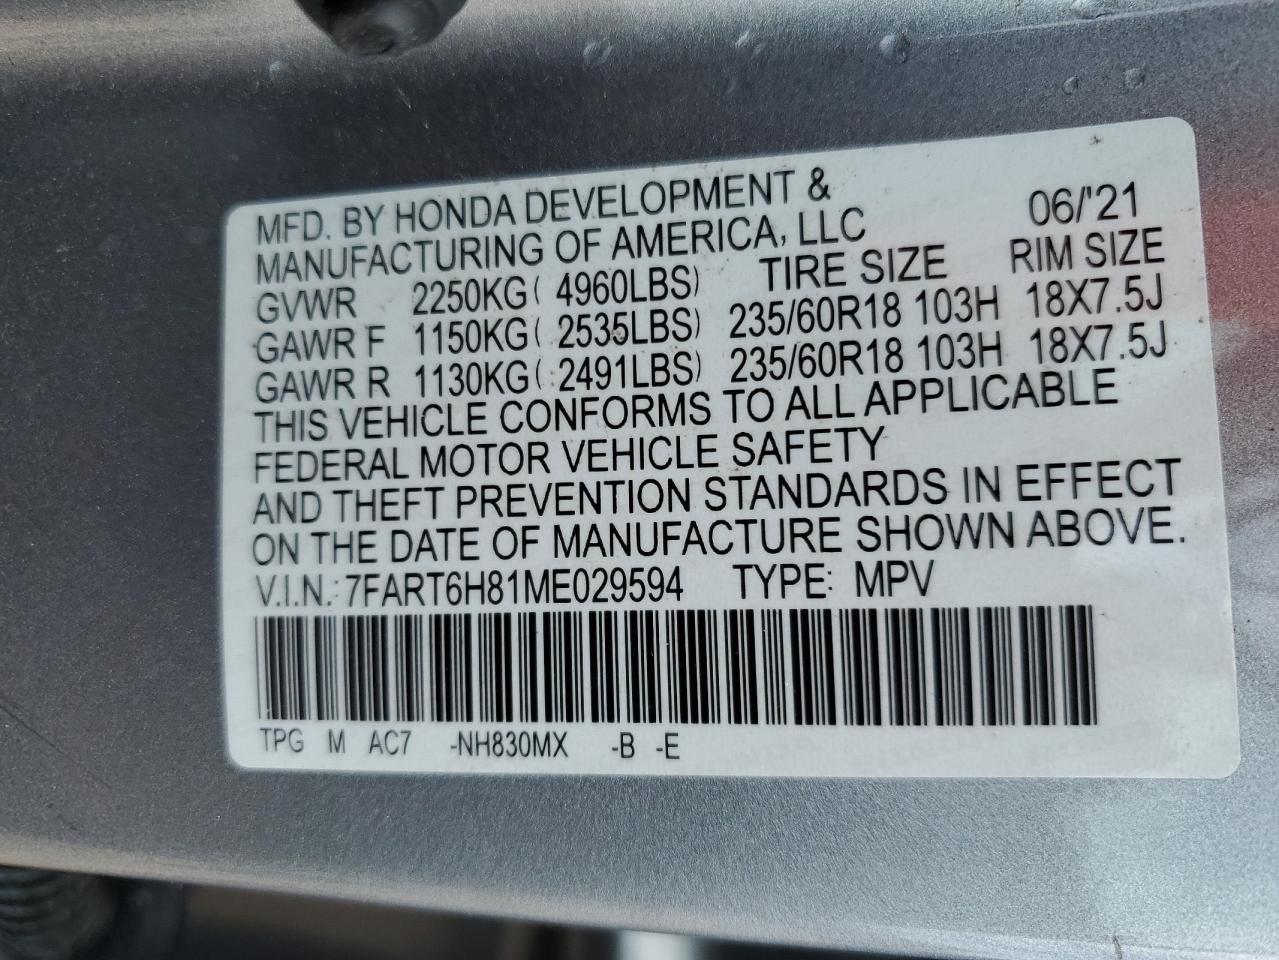 MFD. BY HONDA DEVELOPMENT &
MANUFACTURING OF AMERICA, LLC 06/'21
GVWR 2250KG( 4960LBS) TIRE SIZE RIM SIZE
GAWR F 1150KG( 2535LBS) 235/60R18 103H 18X7.5J
GAWR R 1130KG( 2491LBS) 235/60R18 103H 18X7.5J
THIS VEHICLE CONFORMS TO ALL APPLICABLE
FEDERAL MOTOR VEHICLE SAFETY
AND THEFT PREVENTION STANDARDS IN EFFECT
ON THE DATE OF MANUFACTURE SHOWN ABOVE.
V.I.N.: 7FART6H81ME029594 TYPE: MPV
TPG M AC7 -NH830MX -B -E